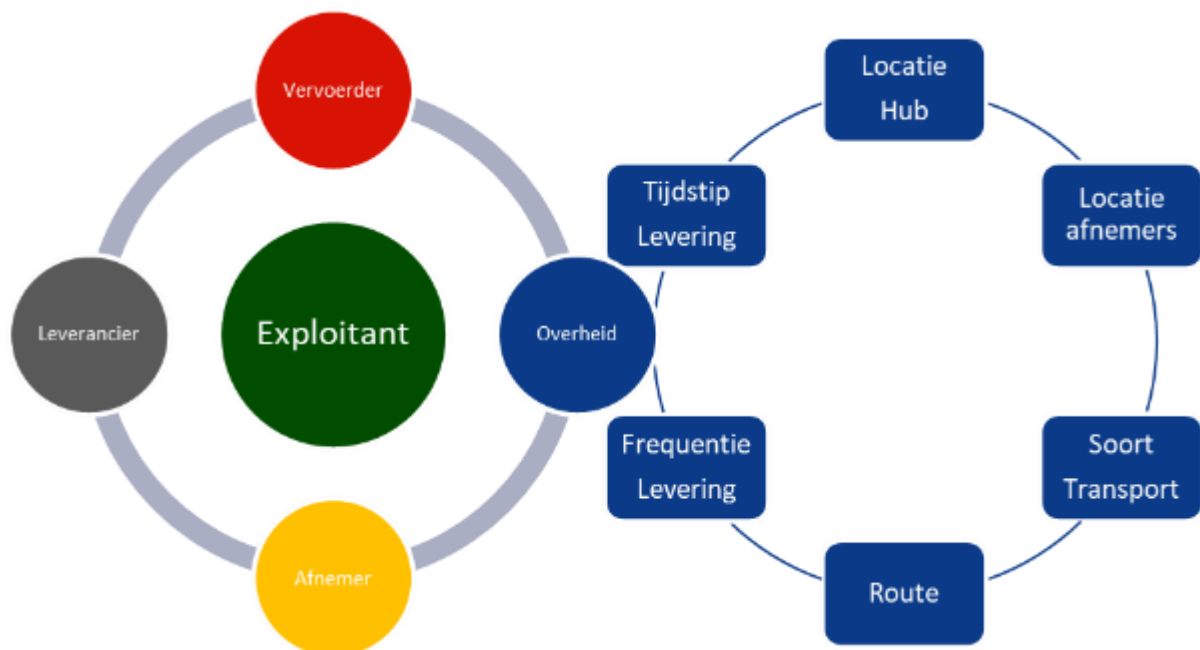 Vervoerder
Leverancier
Exploitant
Overheid
Afnemer
Locatie
Hub
Locatie
afnemers
Soort
Transport
Route
Frequentie
Levering
Tijdstip
Levering